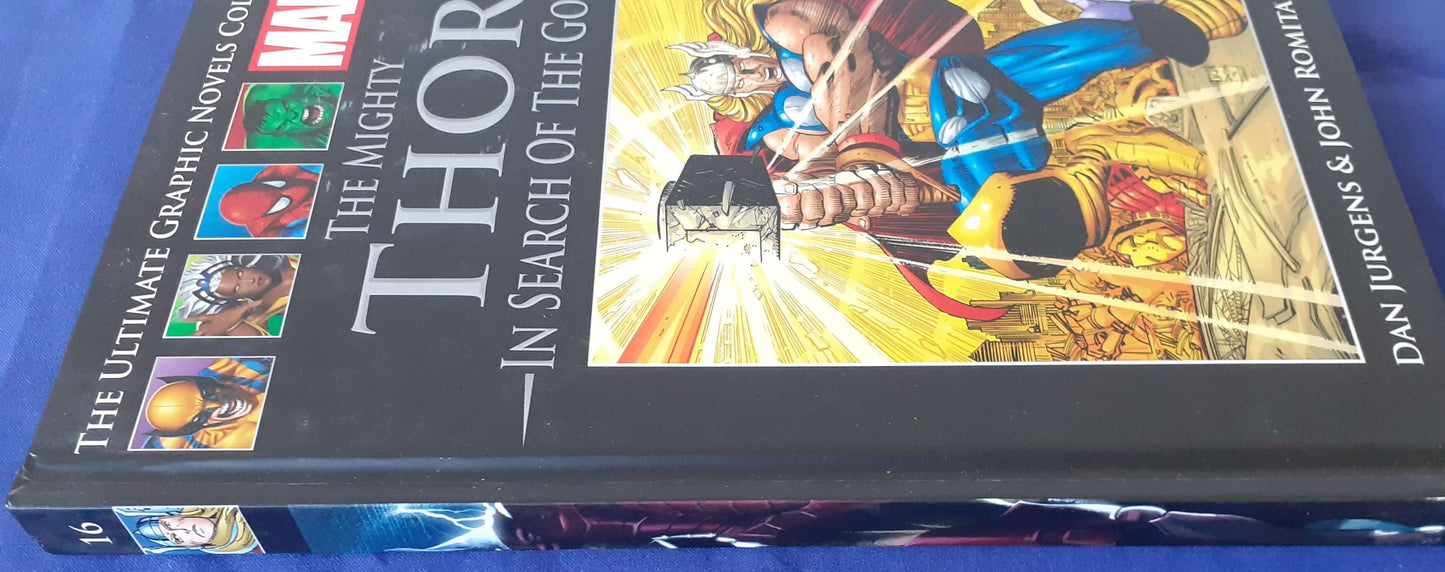 THE ULTIMATE GRAPHIC NOVELS COL
MA
THE MIGHTY
THOR
IN SEARCH OF THE GO
DAN JURGENS & JOHN ROMITA
16